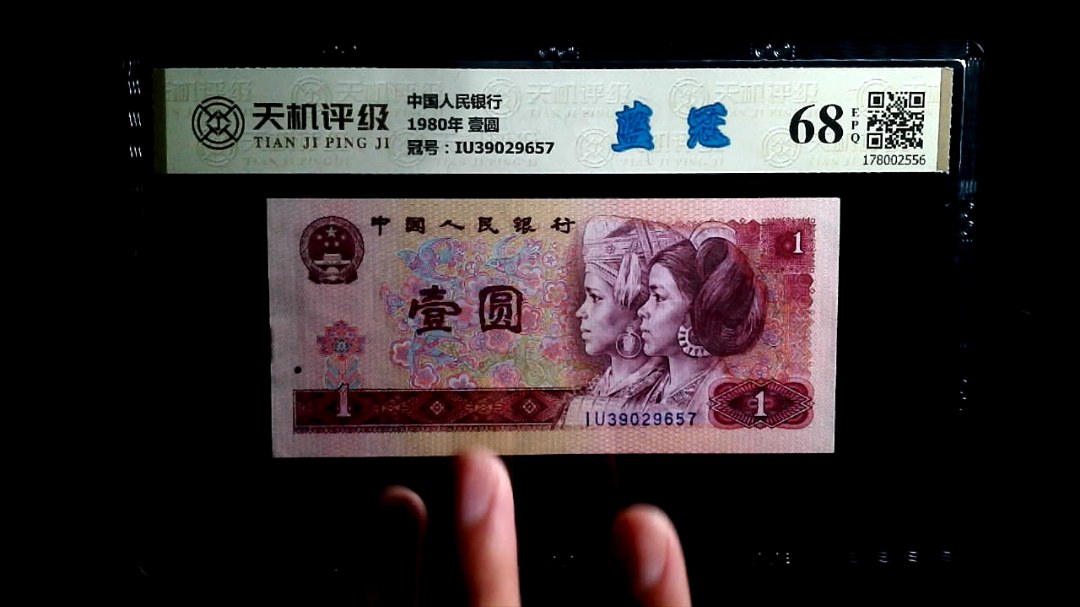 天机评级
TIAN JI PING JI
中国人民银行
1980年 壹圆
冠号：IU39029657
蓝冠
68
EPQ
178002556
中国人民银行
1
壹圆
1
IU39029657
1